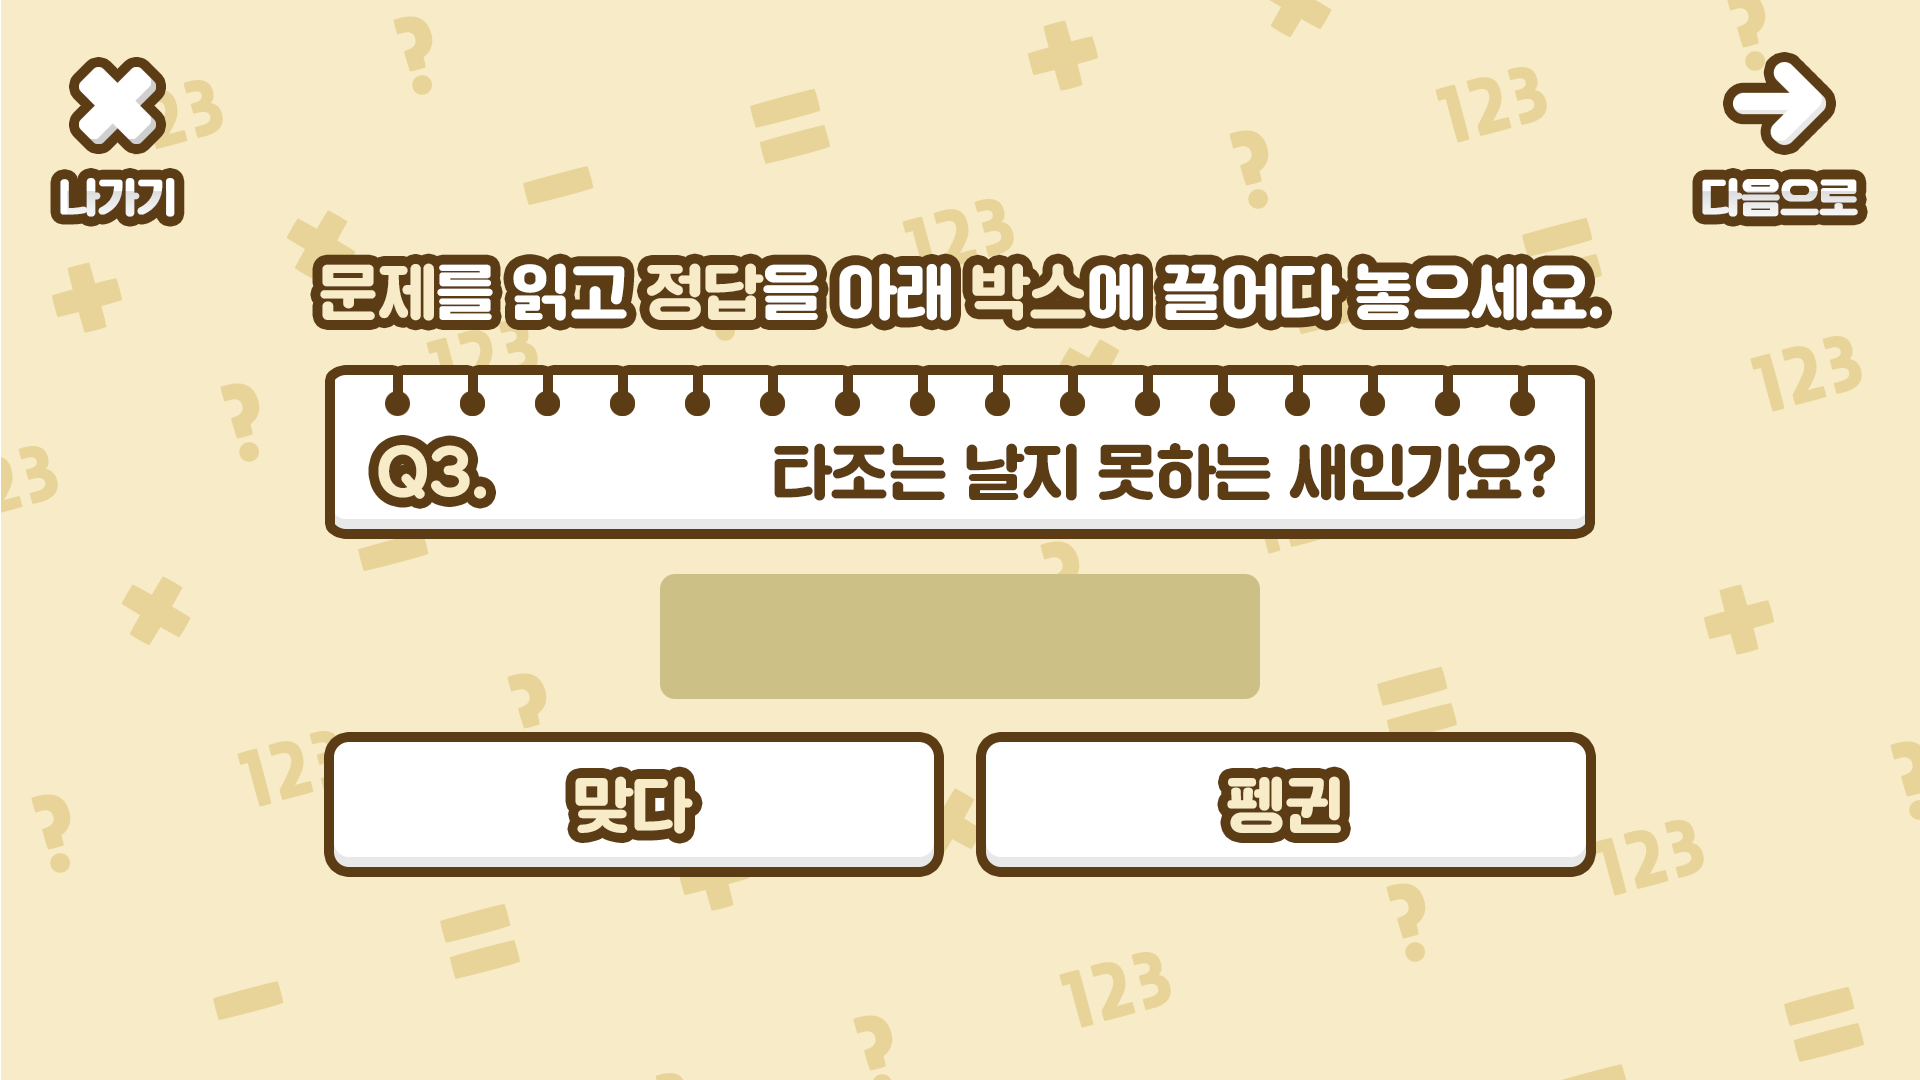 나가기
다음으로
문제를 읽고 정답을 아래 박스에 끌어다 놓으세요.
Q3. 타조는 날지 못하는 새인가요?
맞다
펭귄